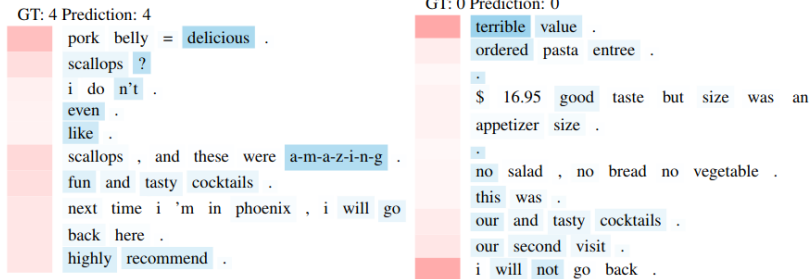 GT: 4 Prediction: 4
pork belly = delicious .
scallops ?
i do n't .
even .
like .
scallops , and these were a-m-a-z-i-n-g .
fun and tasty cocktails .
next time i 'm in phoenix , i will go
back here .
highly recommend .
GT: 0 Prediction: 0
terrible value .
ordered pasta entree .
.
$ 16.95 good taste but size was an
appetizer size .
.
no salad , no bread no vegetable .
this was .
our and tasty cocktails .
our second visit .
i will not go back .